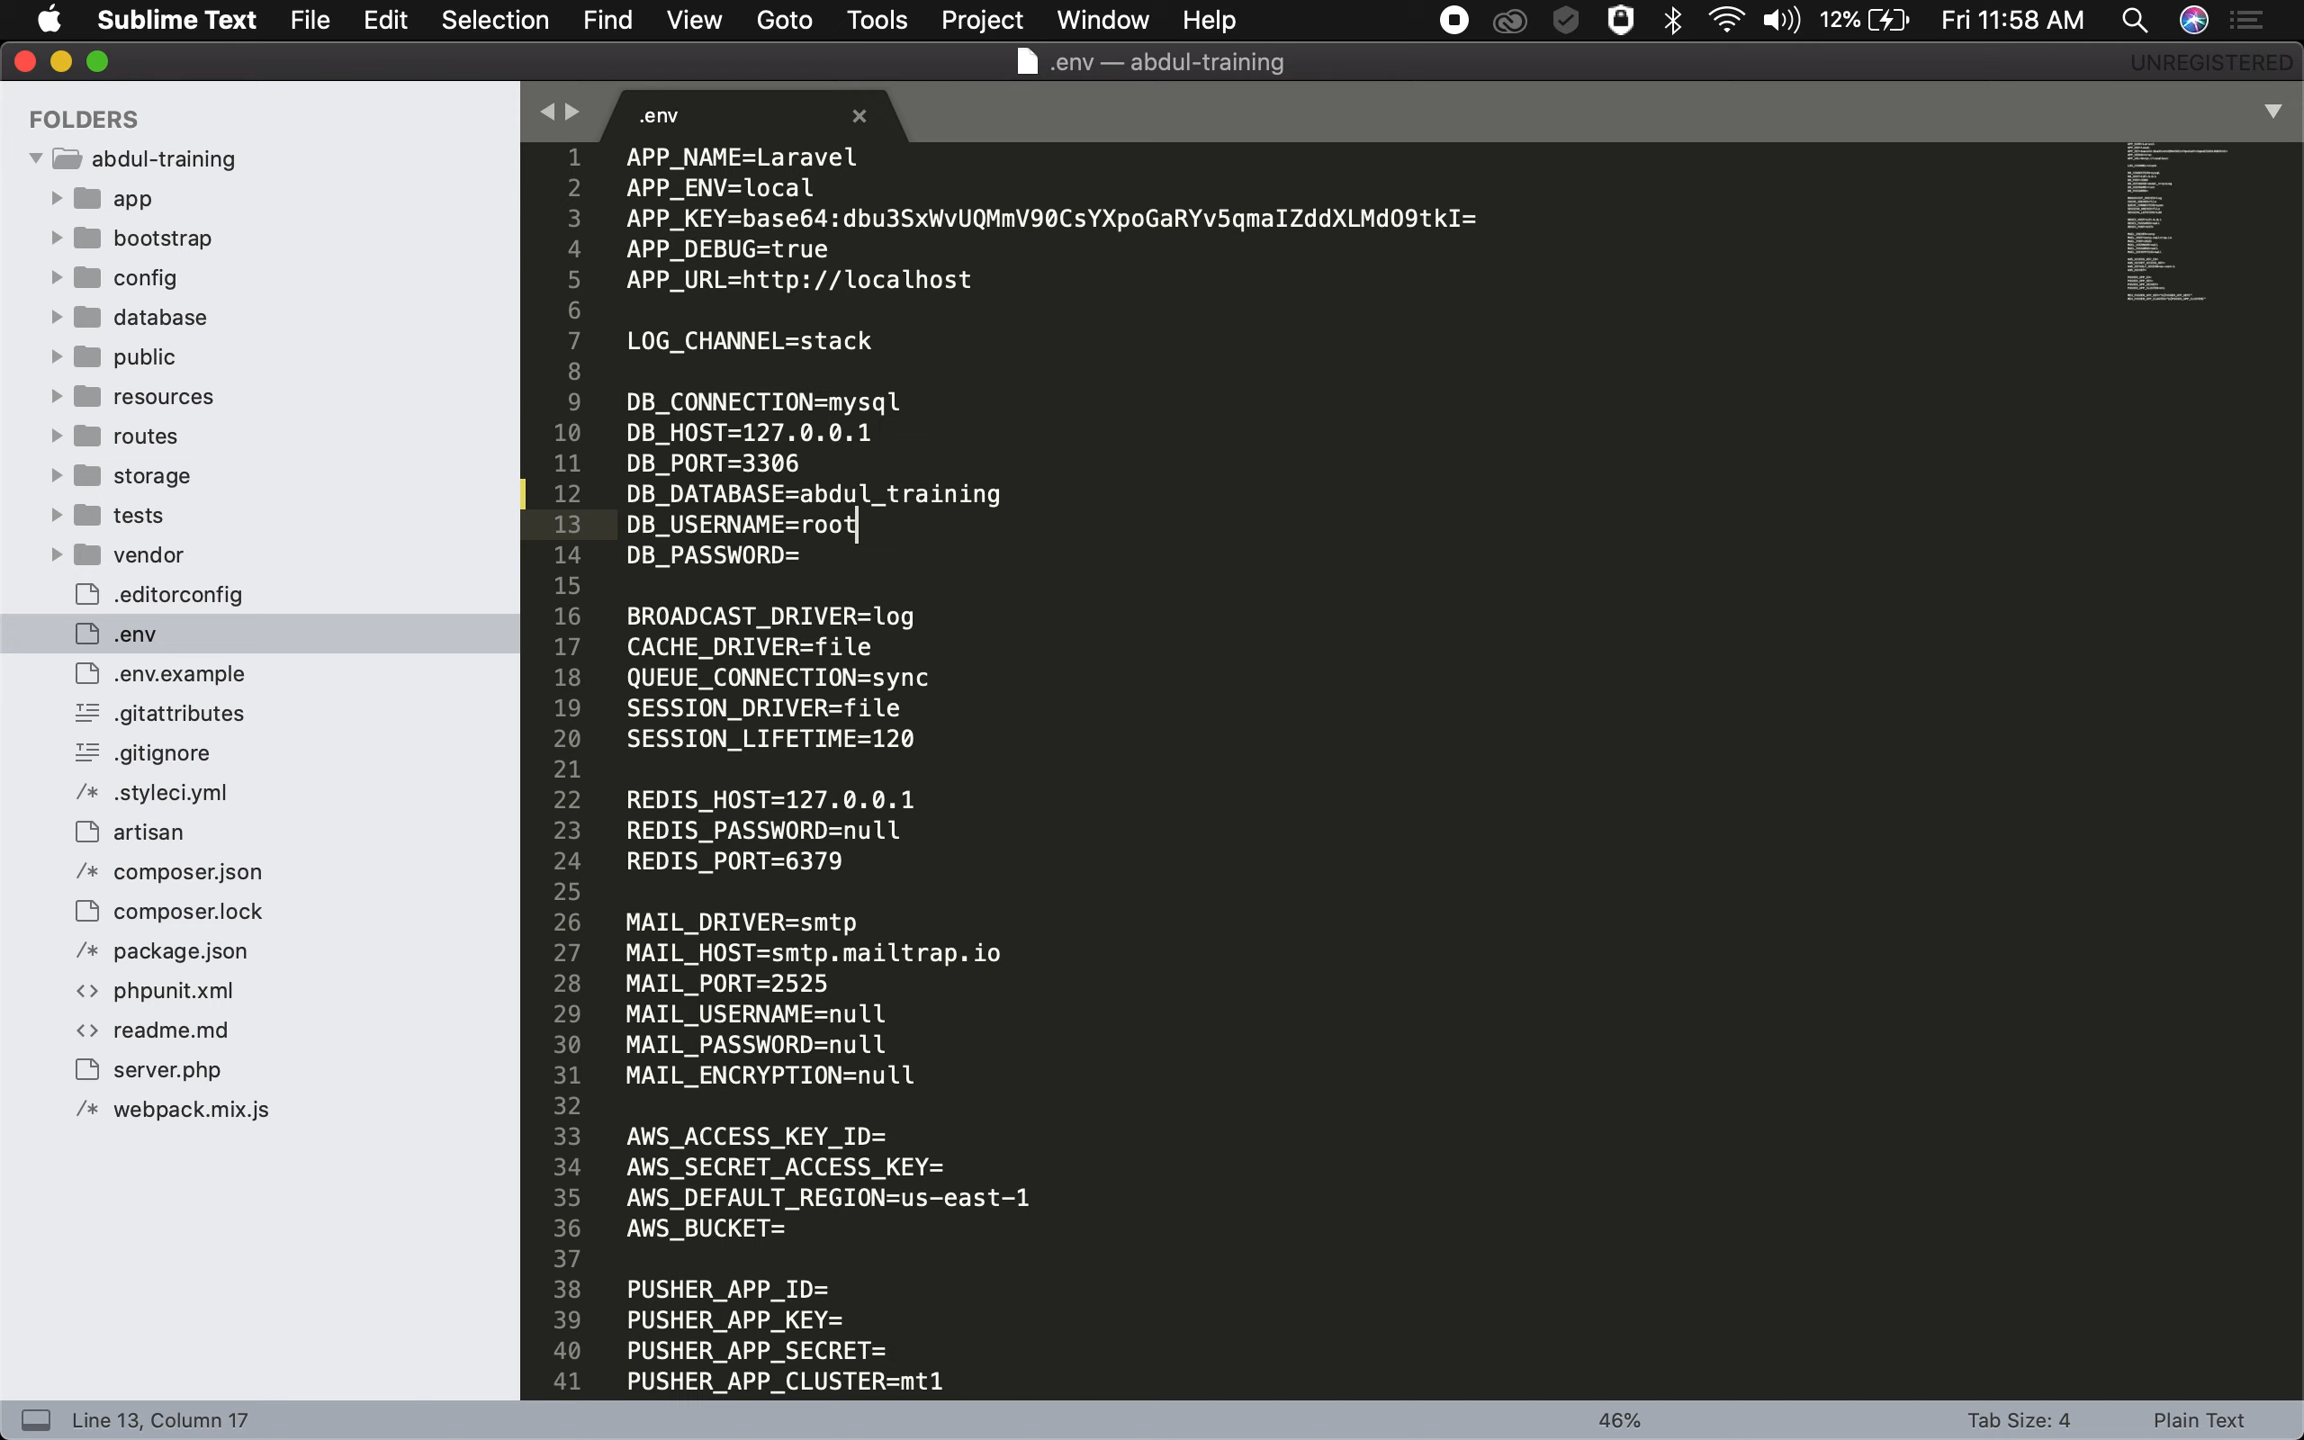 Sublime Text File Edit Selection Find View Goto Tools Project Window Help 12% Fri 11:58 AM
.env — abdul-training UNREGISTERED
FOLDERS
abdul-training
app
bootstrap
config
database
public
resources
routes
storage
tests
vendor
.editorconfig
.env
.env.example
.gitattributes
.gitignore
/* .styleci.yml
artisan
/* composer.json
composer.lock
/* package.json
<> phpunit.xml
<> readme.md
server.php
/* webpack.mix.js
.env ×
1 APP_NAME=Laravel
2 APP_ENV=local
3 APP_KEY=base64:dbu3SxWvUQMmV90CsYXpoGaRYv5qmaIZddXLMdO9tkI=
4 APP_DEBUG=true
5 APP_URL=http://localhost
6
7 LOG_CHANNEL=stack
8
9 DB_CONNECTION=mysql
10 DB_HOST=127.0.0.1
11 DB_PORT=3306
12 DB_DATABASE=abdul_training
13 DB_USERNAME=root
14 DB_PASSWORD=
15
16 BROADCAST_DRIVER=log
17 CACHE_DRIVER=file
18 QUEUE_CONNECTION=sync
19 SESSION_DRIVER=file
20 SESSION_LIFETIME=120
21
22 REDIS_HOST=127.0.0.1
23 REDIS_PASSWORD=null
24 REDIS_PORT=6379
25
26 MAIL_DRIVER=smtp
27 MAIL_HOST=smtp.mailtrap.io
28 MAIL_PORT=2525
29 MAIL_USERNAME=null
30 MAIL_PASSWORD=null
31 MAIL_ENCRYPTION=null
32
33 AWS_ACCESS_KEY_ID=
34 AWS_SECRET_ACCESS_KEY=
35 AWS_DEFAULT_REGION=us-east-1
36 AWS_BUCKET=
37
38 PUSHER_APP_ID=
39 PUSHER_APP_KEY=
40 PUSHER_APP_SECRET=
41 PUSHER_APP_CLUSTER=mt1
Line 13, Column 17 46% Tab Size: 4 Plain Text